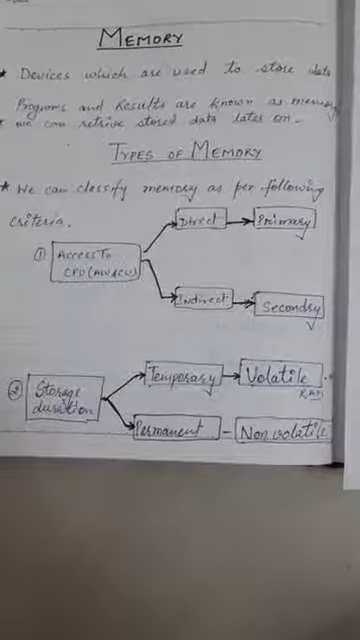 MEMORY
* Devices which are used to store data
Programs and Results are known as memory
* we can retrive stored data later on.
TYPES OF MEMORY
* We can classify memory as per following
criteria.
① Access To
CPU (AU&CU)
Direct → Primary
Indirect → Secondry
② Storage
duration
Temporary → Volatile
RAM
Permanent - Non volatile